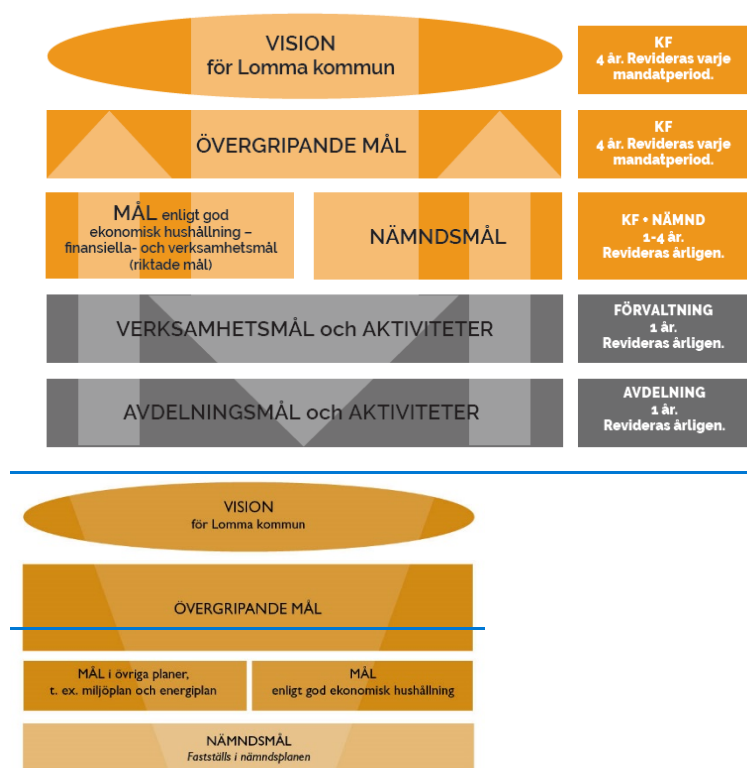 VISION
för Lomma kommun
KF
4 år. Revideras varje
mandatperiod.
ÖVERGRIPANDE MÅL
KF
4 år. Revideras varje
mandatperiod.
MÅL enligt god
ekonomisk hushållning –
finansiella- och verksamhetsmål
(riktade mål)
NÄMNDSMÅL
KF + NÄMND
1-4 år.
Revideras årligen.
VERKSAMHETSMÅL och AKTIVITETER
FÖRVALTNING
1 år.
Revideras årligen.
AVDELNINGSMÅL och AKTIVITETER
AVDELNING
1 år.
Revideras årligen.
VISION
för Lomma kommun
ÖVERGRIPANDE MÅL
MÅL i övriga planer,
t. ex. miljöplan och energiplan
MÅL
enligt god ekonomisk hushållning
NÄMNDSMÅL
Fastställs i nämndsplanen